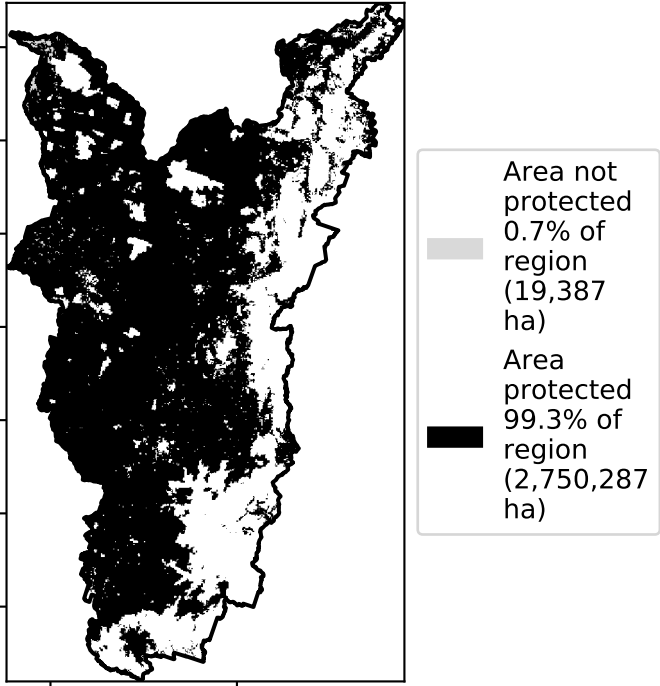 Area not
protected
0.7% of
region
(19,387
ha)
Area
protected
99.3% of
region
(2,750,287
ha)